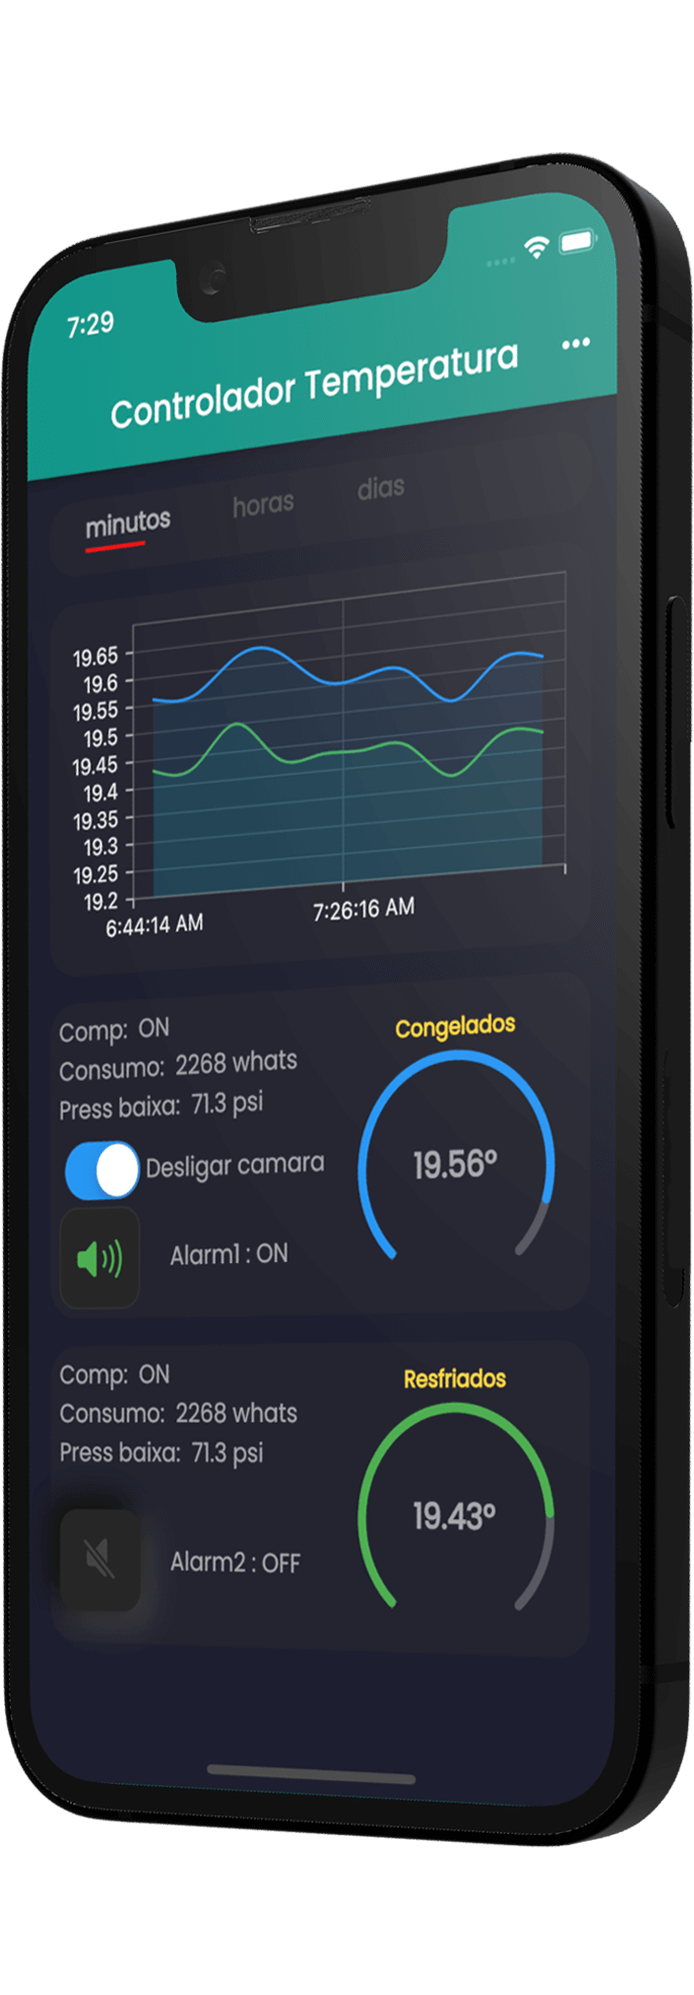 7:29
Controlador Temperatura
minutos horas dias
19.65
19.6
19.55
19.5
19.45
19.4
19.35
19.3
19.25
19.2
6:44:14 AM 7:26:16 AM
Comp: ON
Consumo: 2268 whats
Press baixa: 71.3 psi
Desligar camara
Alarm1 : ON
Congelados
19.56º
Comp: ON
Consumo: 2268 whats
Press baixa: 71.3 psi
Alarm2 : OFF
Resfriados
19.43º